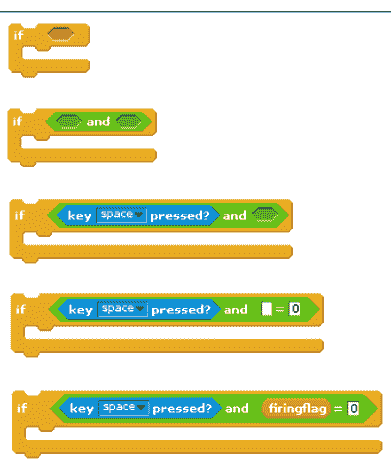 if
if and
if key space pressed? and
if key space pressed? and = 0
if key space pressed? and firingflag = 0